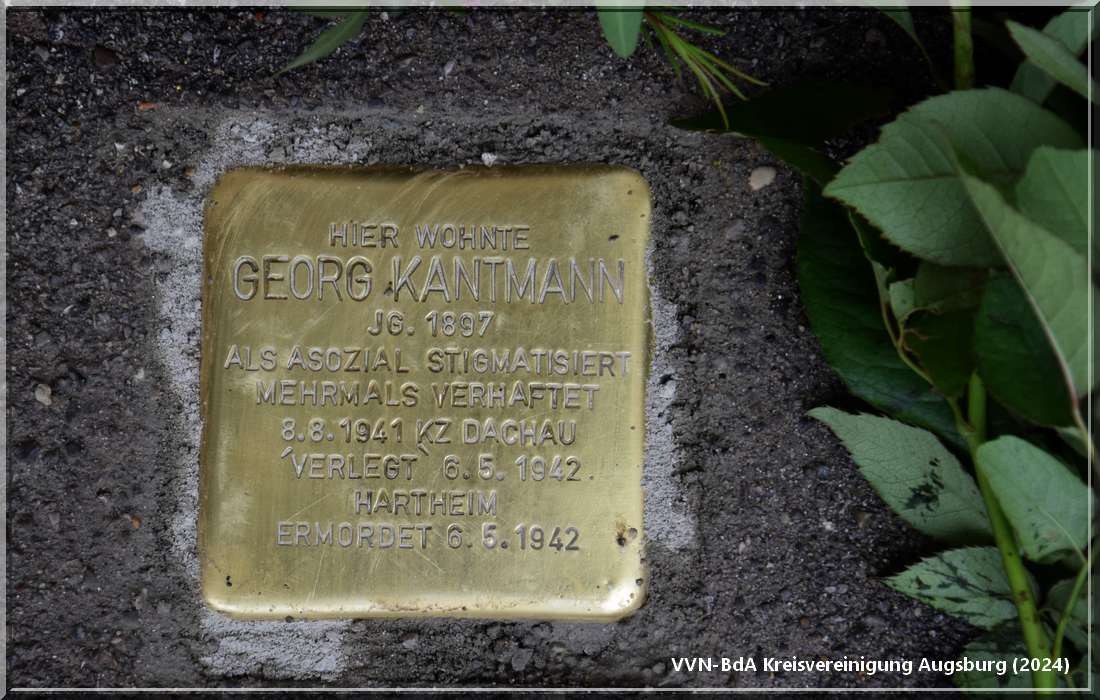 HIER WOHNTE
GEORG KANTMANN
JG. 1897
ALS ASOZIAL STIGMATISIERT
MEHRMALS VERHAFTET
8.8.1941 KZ DACHAU
´VERLEGT` 6.5.1942
HARTHEIM
ERMORDET 6.5.1942
VVN-BdA Kreisvereinigung Augsburg (2024)